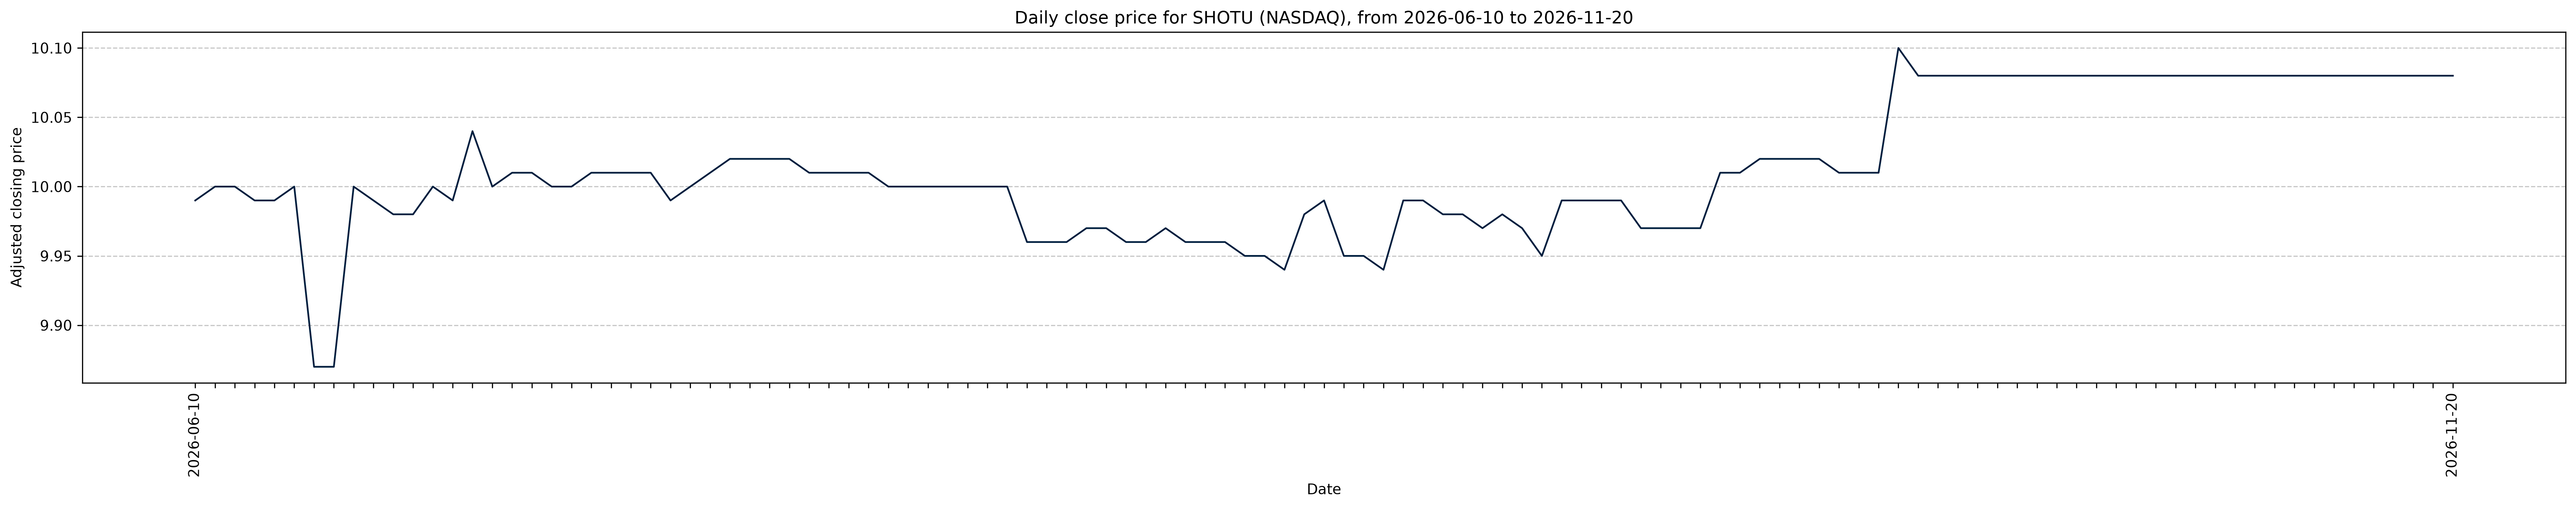 Daily close price for SHOTU (NASDAQ), from 2026-06-10 to 2026-11-20
10.10
10.05
10.00
9.95
9.90
Adjusted closing price
2026-06-10
2026-11-20
Date